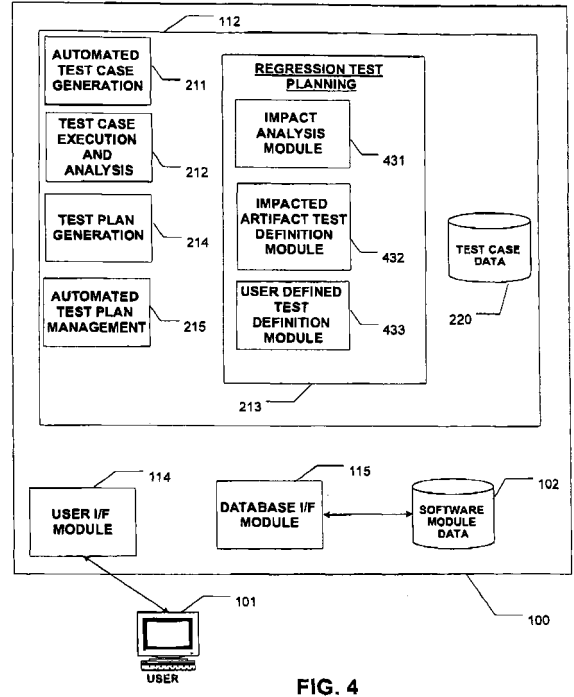 112
AUTOMATED
TEST CASE
GENERATION
211
TEST CASE
EXECUTION
AND
ANALYSIS
212
TEST PLAN
GENERATION
214
AUTOMATED
TEST PLAN
MANAGEMENT
215
REGRESSION TEST
PLANNING
IMPACT
ANALYSIS
MODULE
431
IMPACTED
ARTIFACT TEST
DEFINITION
MODULE
432
USER DEFINED
TEST
DEFINITION
MODULE
433
213
TEST CASE
DATA
220
114
USER I/F
MODULE
115
DATABASE I/F
MODULE
102
SOFTWARE
MODULE
DATA
101
USER
100
FIG. 4